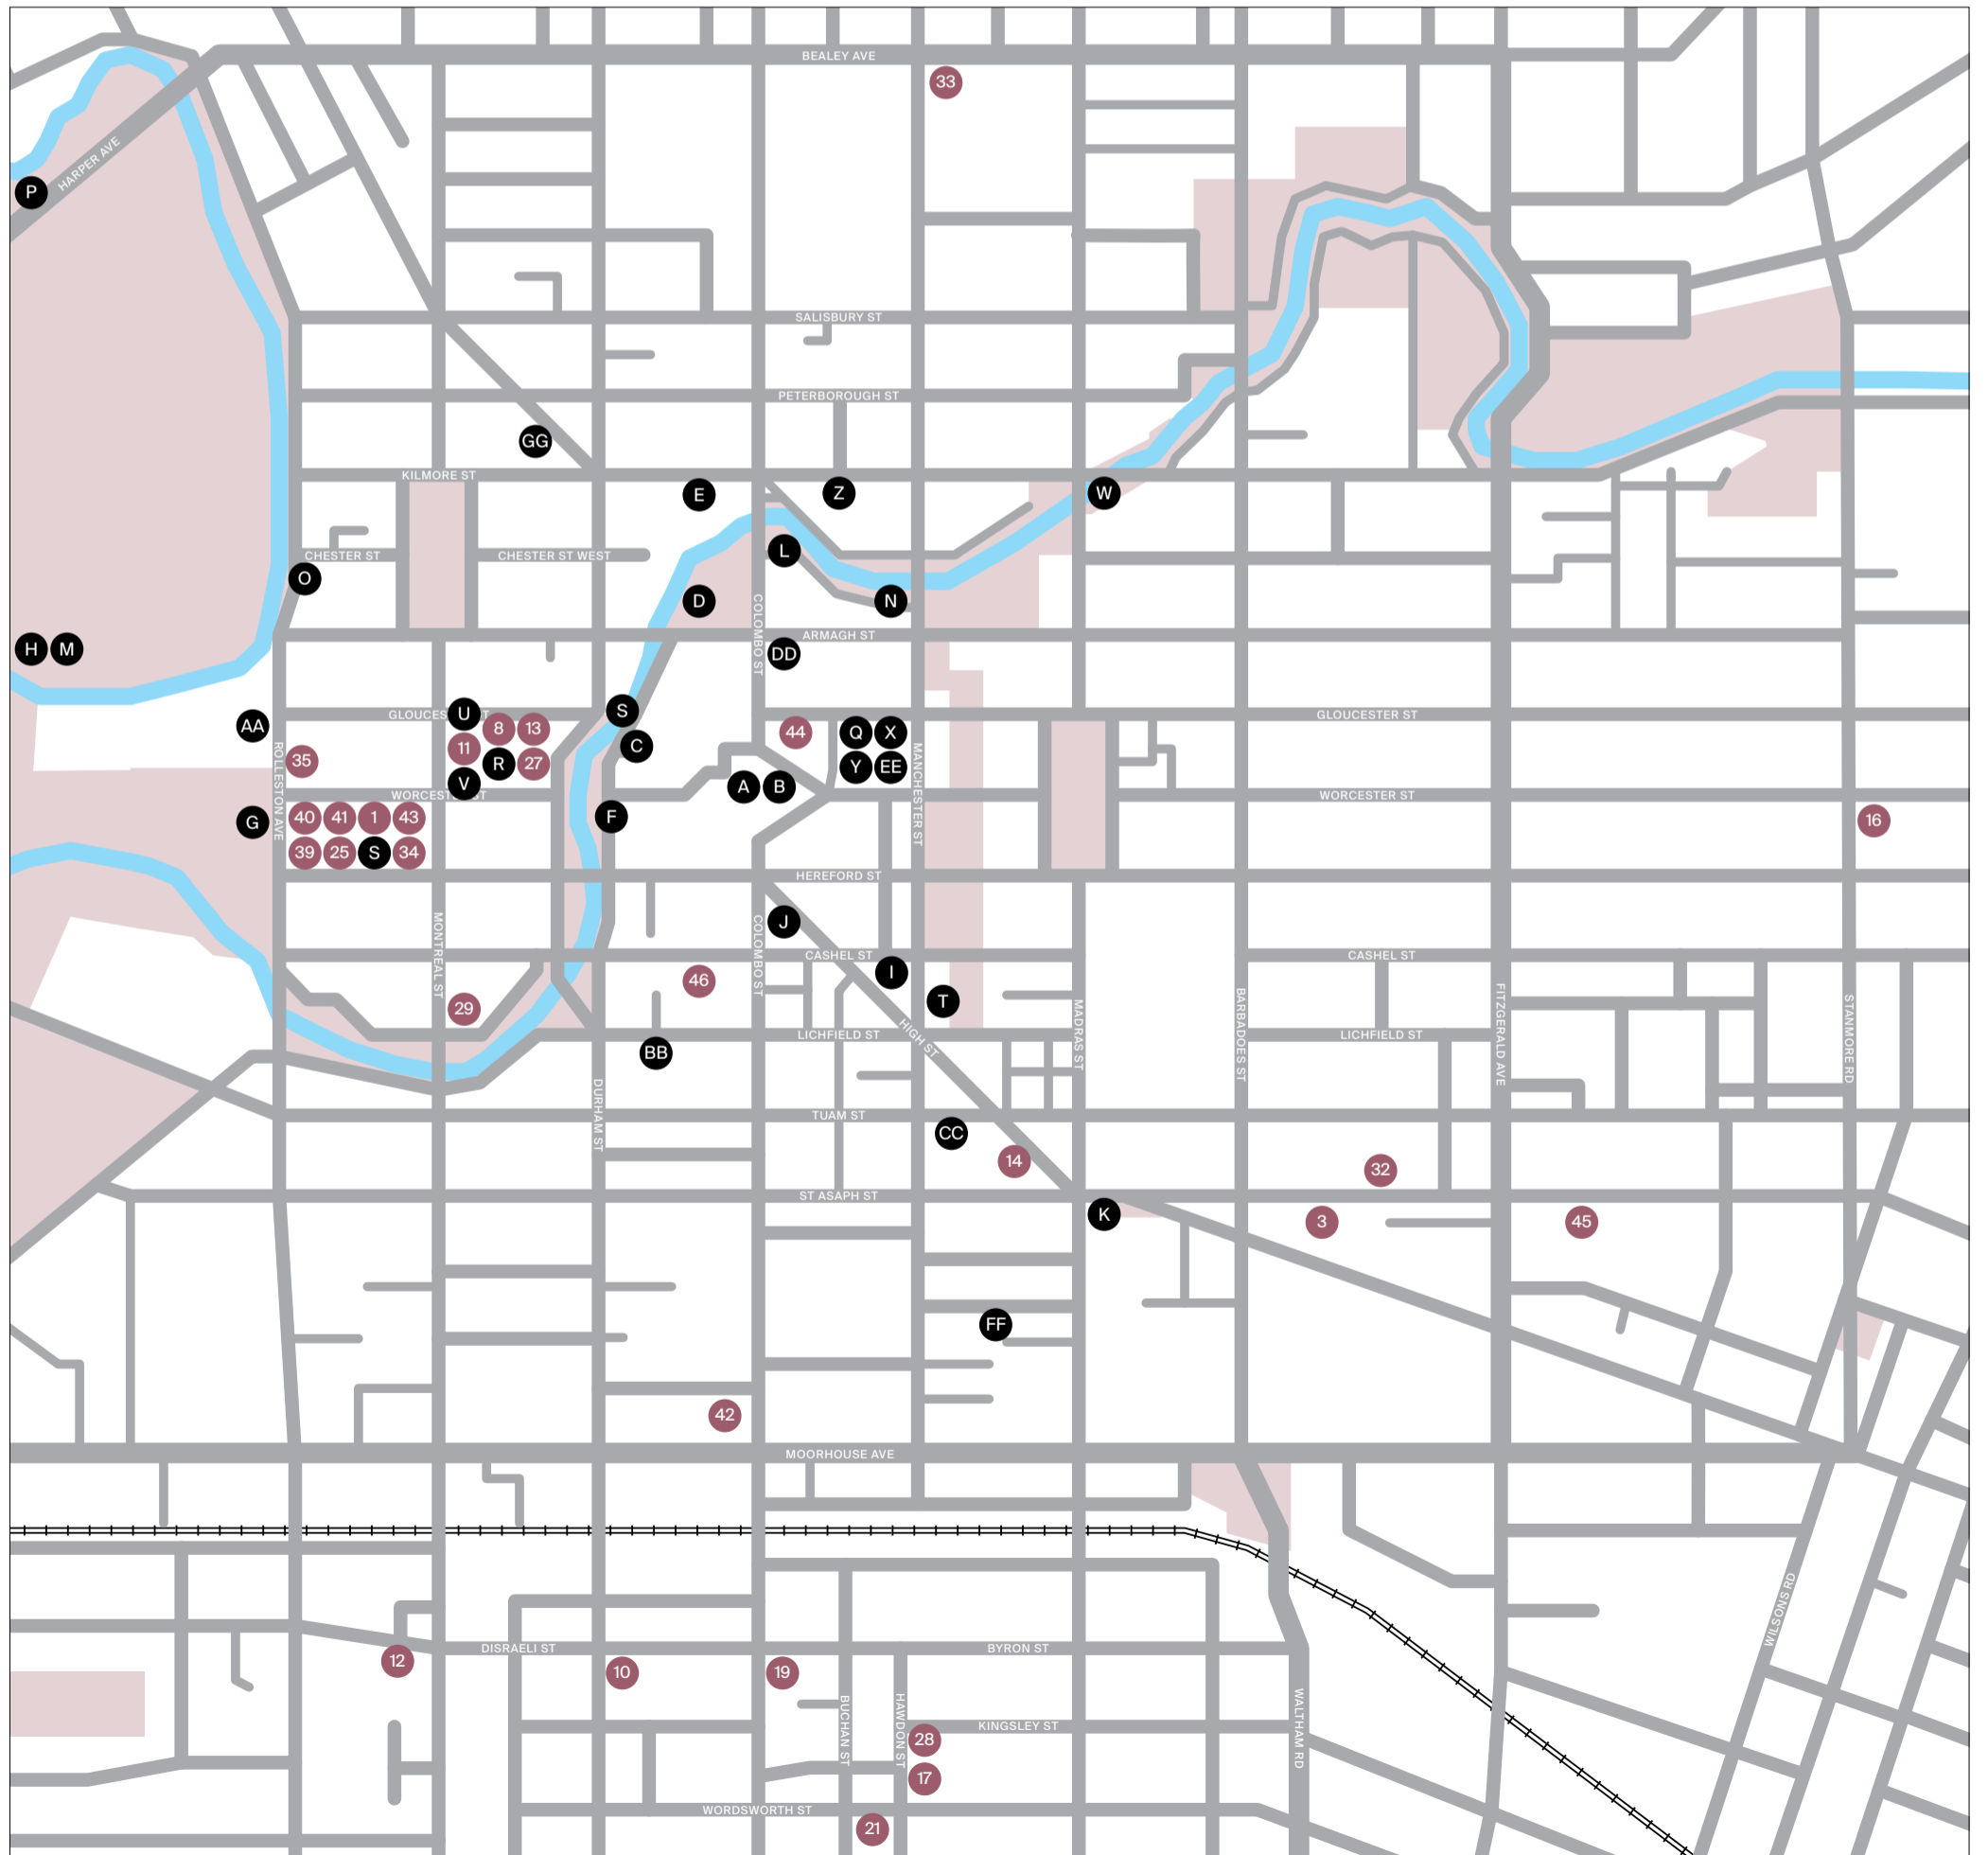 BEALEY AVE
33
HARPER AVE
P
SALISBURY ST
PETERBOROUGH ST
GG
KILMORE ST
E
Z
W
CHESTER ST
CHESTER ST WEST
L
O
D
N
COLOMBO ST
ARMAGH ST
H
M
DD
GLOUCES
T
U
S
GLOUCESTER ST
AA
8
13
44
Q
X
11
C
35
R
27
Y
EE
V
A
B
ROLLESTON AVE
MANCHESTER ST
WORCEST
ST
WORCESTER ST
G
40
41
1
43
F
16
39
25
S
34
HEREFORD ST
J
MONTREAL ST
COLOMBO ST
CASHEL ST
CASHEL ST
I
46
29
T
HIGH ST
MADRAS ST
BARBADOES ST
FITZGERALD AVE
STANMORE RD
LICHFIELD ST
LICHFIELD ST
BB
DURHAM ST
TUAM ST
CC
14
32
ST ASAPH ST
K
3
45
FF
42
MOORHOUSE AVE
WILSONS RD
DISRAELI ST
BYRON ST
12
10
19
BUCHAN ST
HAWDON ST
WALTHAM RD
KINGSLEY ST
28
17
WORDSWORTH ST
21